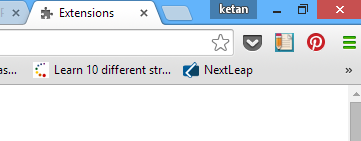 Extensions
ketan
as...
Learn 10 different str...
NextLeap